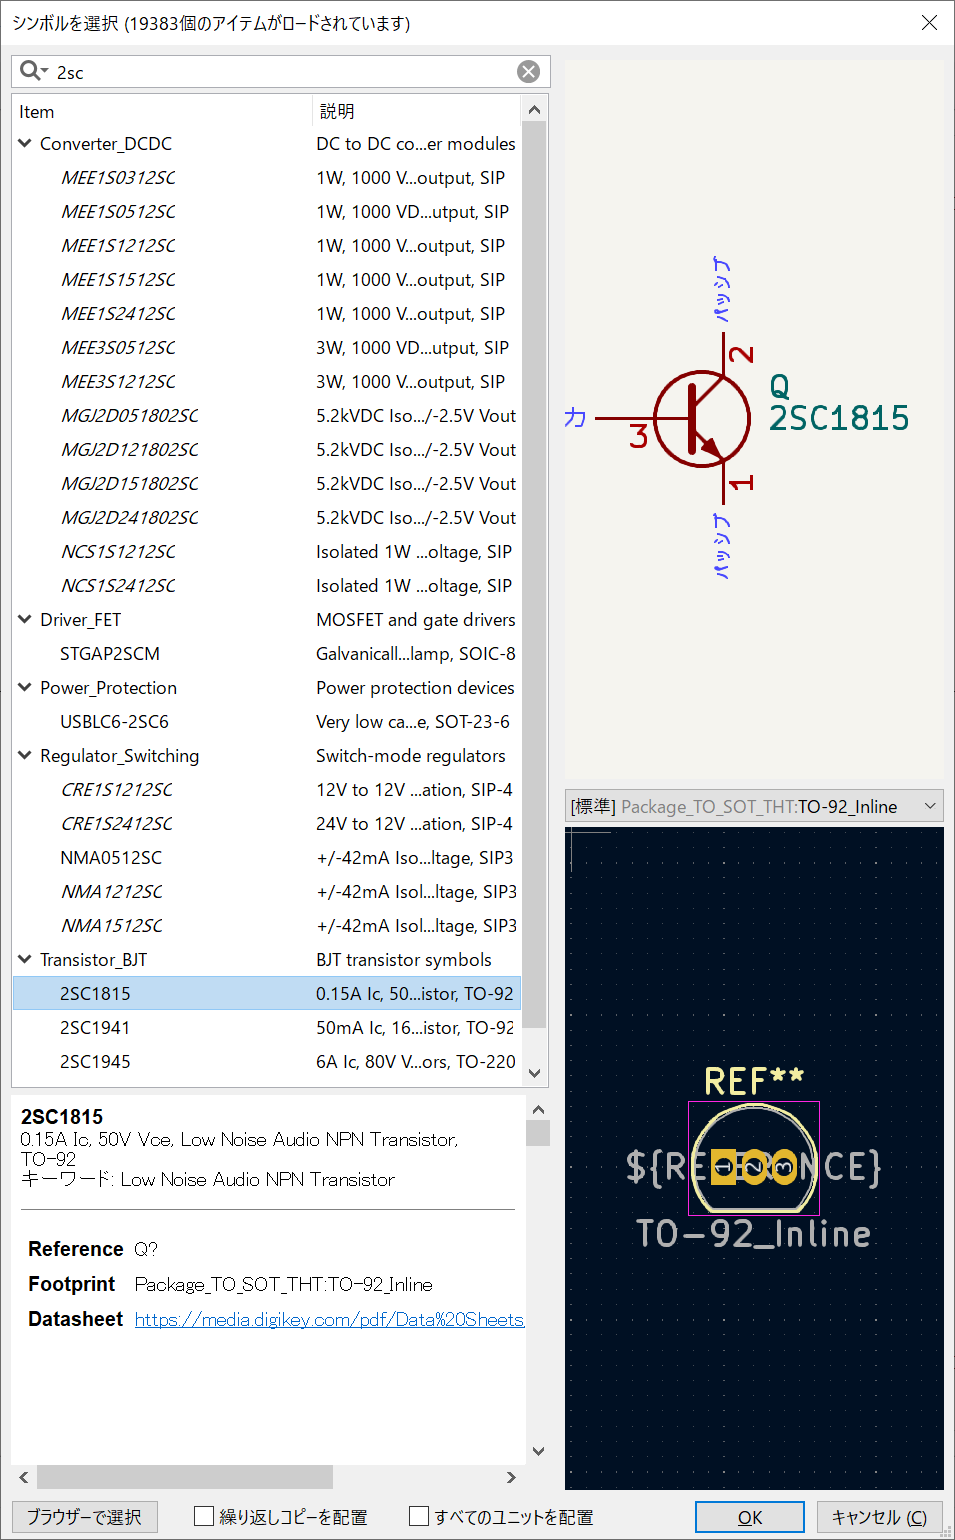 シンボルを選択 (19383個のアイテムがロードされています)
2sc
Item 説明
Converter_DCDC DC to DC co...er modules
MEE1S0312SC 1W, 1000 V...output, SIP
MEE1S0512SC 1W, 1000 VD...utput, SIP
MEE1S1212SC 1W, 1000 V...output, SIP
MEE1S1512SC 1W, 1000 V...output, SIP
MEE1S2412SC 1W, 1000 V...output, SIP
MEE3S0512SC 3W, 1000 VD...utput, SIP
MEE3S1212SC 3W, 1000 V...output, SIP
MGJ2D051802SC 5.2kVDC Iso.../-2.5V Vout
MGJ2D121802SC 5.2kVDC Iso.../-2.5V Vout
MGJ2D151802SC 5.2kVDC Iso.../-2.5V Vout
MGJ2D241802SC 5.2kVDC Iso.../-2.5V Vout
NCS1S1212SC Isolated 1W ...oltage, SIP
NCS1S2412SC Isolated 1W ...oltage, SIP
Driver_FET MOSFET and gate drivers
STGAP2SCM Galvanicall...lamp, SOIC-8
Power_Protection Power protection devices
USBLC6-2SC6 Very low ca...e, SOT-23-6
Regulator_Switching Switch-mode regulators
CRE1S1212SC 12V to 12V ...ation, SIP-4
CRE1S2412SC 24V to 12V ...ation, SIP-4
NMA0512SC +/-42mA Iso...ltage, SIP3
NMA1212SC +/-42mA Isol...ltage, SIP3
NMA1512SC +/-42mA Isol...ltage, SIP3
Transistor_BJT BJT transistor symbols
2SC1815 0.15A Ic, 50...istor, TO-92
2SC1941 50mA Ic, 16...istor, TO-92
2SC1945 6A Ic, 80V V...ors, TO-220
2SC1815
0.15A Ic, 50V Vce, Low Noise Audio NPN Transistor,
TO-92
キーワード: Low Noise Audio NPN Transistor
Reference Q?
Footprint Package_TO_SOT_THT:TO-92_Inline
Datasheet https://media.digikey.com/pdf/Data%20Sheets
パッシブ
2
Q
2SC1815
力
3
1
パッシブ
[標準] Package_TO_SOT_THT:TO-92_Inline
REF**
${REFERENCE}
1 2 3
TO-92_Inline
ブラウザーで選択 繰り返しコピーを配置 すべてのユニットを配置 OK キャンセル (C)